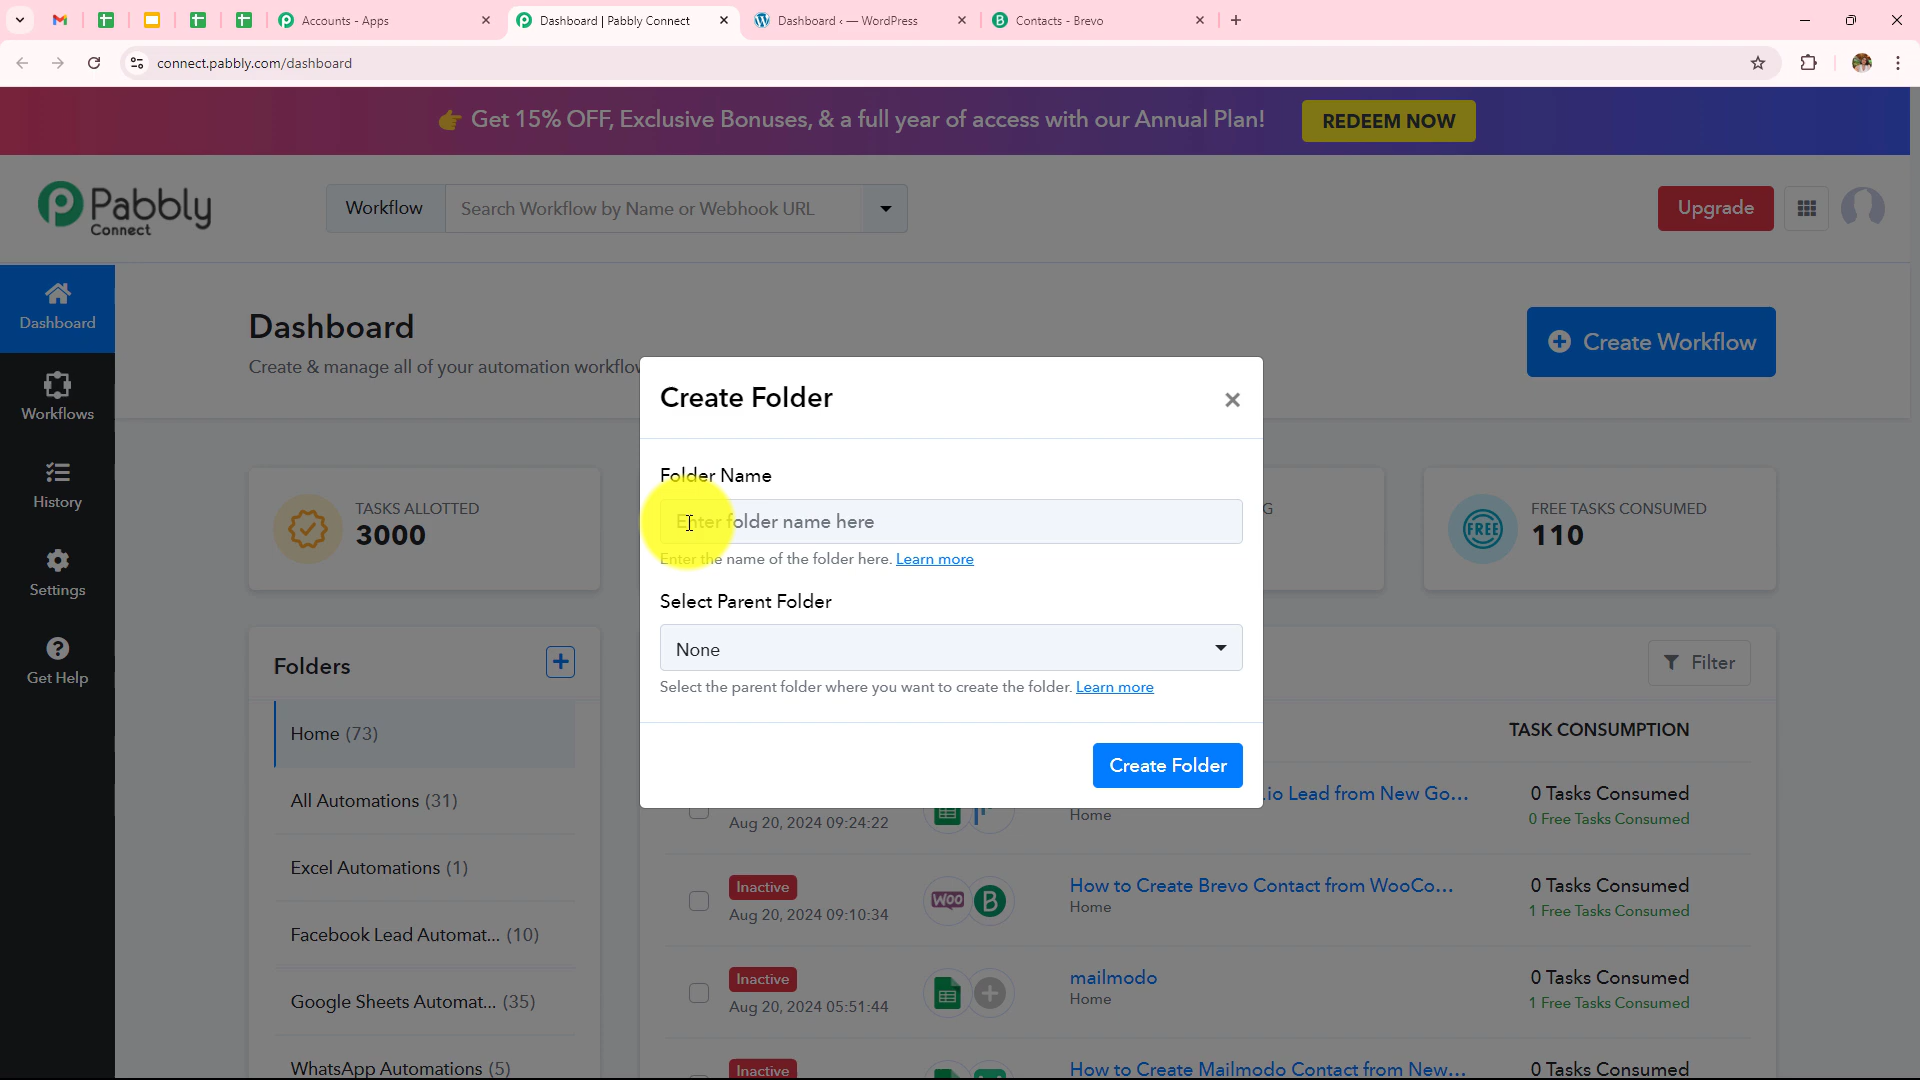 Accounts - Apps
Dashboard | Pabbly Connect
Dashboard ‹ — WordPress
Contacts - Brevo
connect.pabbly.com/dashboard
👉 Get 15% OFF, Exclusive Bonuses, & a full year of access with our Annual Plan!
REDEEM NOW
Pabbly
Connect
Workflow
Search Workflow by Name or Webhook URL
Upgrade
Dashboard
Workflows
History
Settings
Get Help
Dashboard
Create & manage all of your automation workflo
Create Workflow
TASKS ALLOTTED
3000
G
FREE TASKS CONSUMED
110
FREE
Create Folder
×
Folder Name
Enter folder name here
Enter the name of the folder here. Learn more
Select Parent Folder
None
Select the parent folder where you want to create the folder. Learn more
Create Folder
Folders
Home (73)
All Automations (31)
Excel Automations (1)
Facebook Lead Automat... (10)
Google Sheets Automat... (35)
WhatsApp Automations (5)
Filter
TASK CONSUMPTION
Aug 20, 2024 09:24:22
.io Lead from New Go...
Home
0 Tasks Consumed
0 Free Tasks Consumed
Inactive
Aug 20, 2024 09:10:34
WOO
B
How to Create Brevo Contact from WooCo...
Home
0 Tasks Consumed
1 Free Tasks Consumed
Inactive
Aug 20, 2024 05:51:44
mailmodo
Home
0 Tasks Consumed
1 Free Tasks Consumed
Inactive
How to Create Mailmodo Contact from New...
0 Tasks Consumed